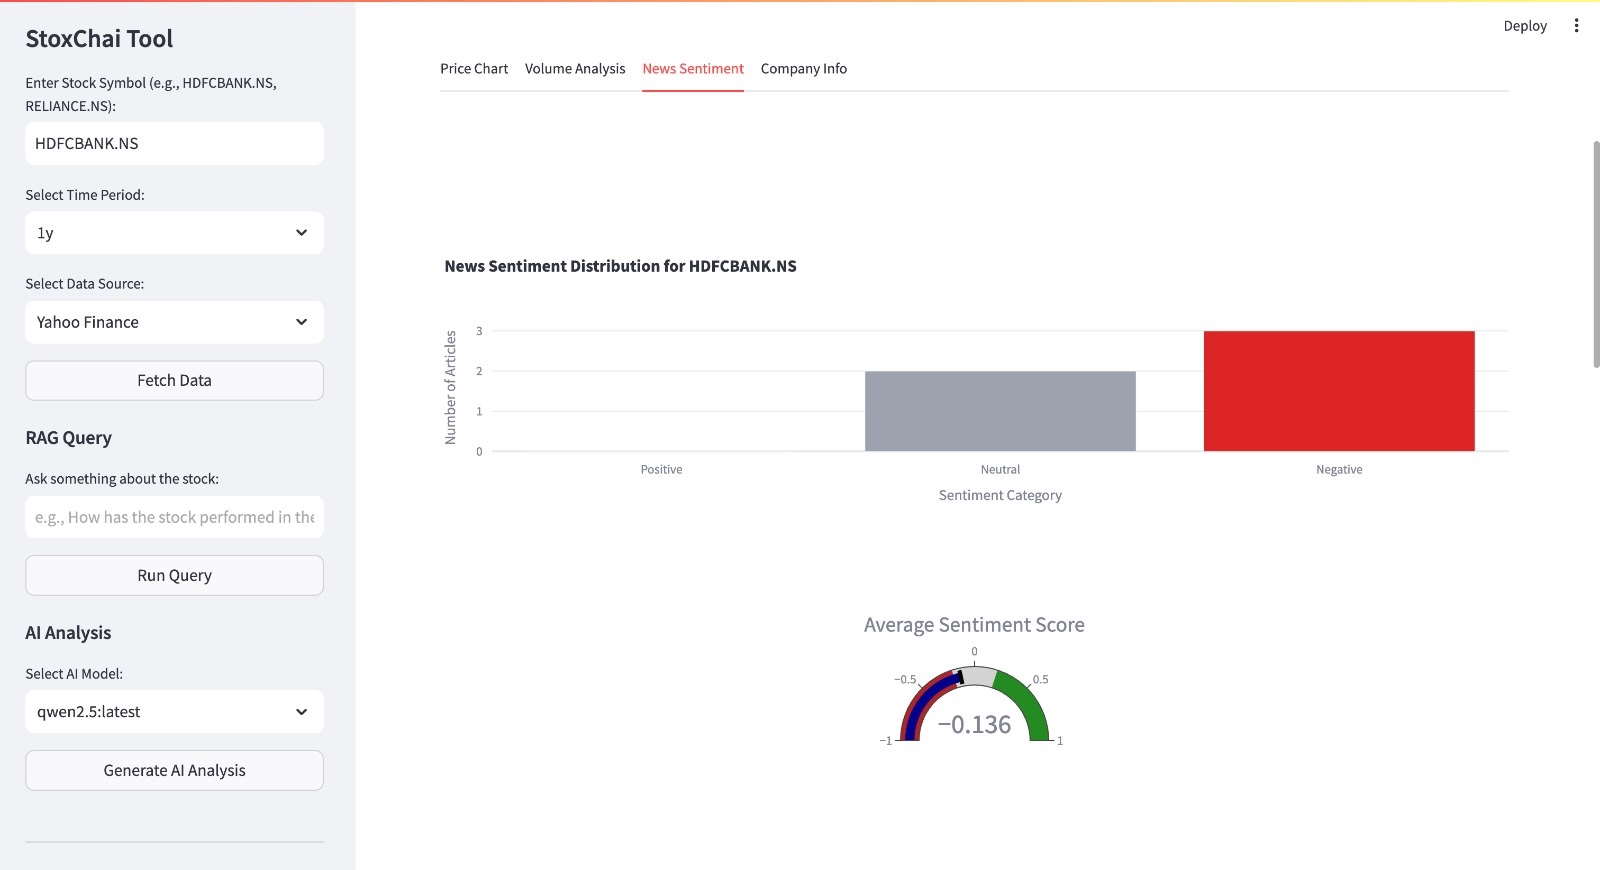 StoxChai Tool
Enter Stock Symbol (e.g., HDFCBANK.NS,
RELIANCE.NS):
HDFCBANK.NS
Select Time Period:
1y
Select Data Source:
Yahoo Finance
Fetch Data
RAG Query
Ask something about the stock:
e.g., How has the stock performed in the
Run Query
AI Analysis
Select AI Model:
qwen2.5:latest
Generate AI Analysis
Deploy
Price Chart Volume Analysis News Sentiment Company Info
News Sentiment Distribution for HDFCBANK.NS
Number of Articles
3
2
1
0
Positive Neutral Negative
Sentiment Category
Average Sentiment Score
0
−0.5 0.5
−0.136
−1 1